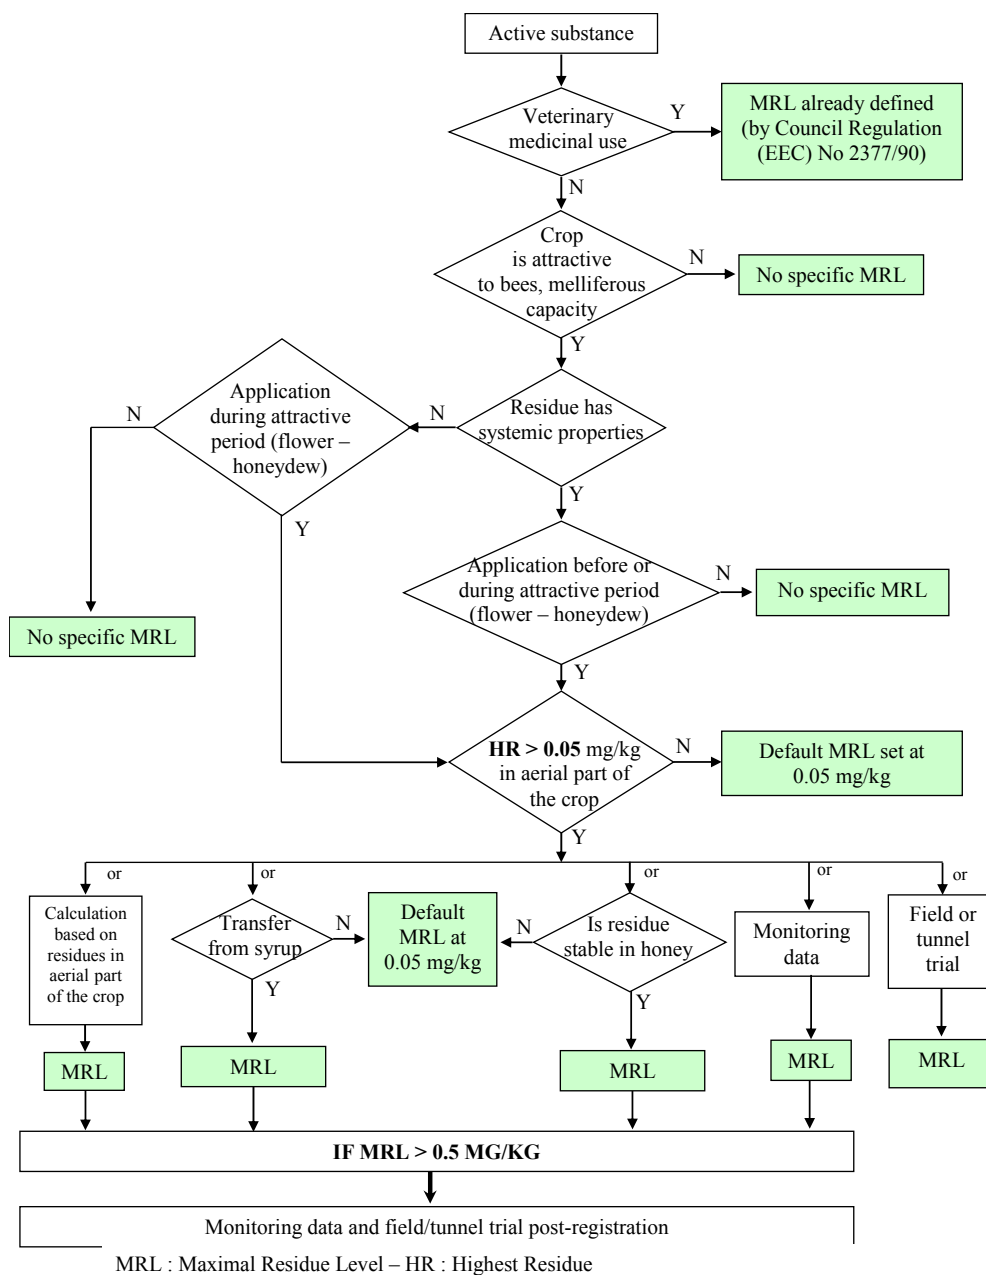 Active substance
Veterinary
medicinal use
Y
MRL already defined
(by Council Regulation
(EEC) No 2377/90)
N
Crop
is attractive
to bees, melliferous
capacity
N
No specific MRL
Y
Application
during attractive
period (flower –
honeydew)
N
N
Residue has
systemic properties
Y
Y
Application before or
during attractive period
(flower – honeydew)
N
No specific MRL
No specific MRL
Y
HR > 0.05 mg/kg
in aerial part of
the crop
N
Default MRL set at
0.05 mg/kg
Y
or
or
or
or
or
Calculation
based on
residues in
aerial part
of the crop
Transfer
from syrup
N
Y
Default
MRL at
0.05 mg/kg
N
Is residue
stable in honey
Y
Monitoring
data
Field or
tunnel
trial
MRL
MRL
MRL
MRL
MRL
IF MRL > 0.5 MG/KG
Monitoring data and field/tunnel trial post-registration
MRL : Maximal Residue Level – HR : Highest Residue